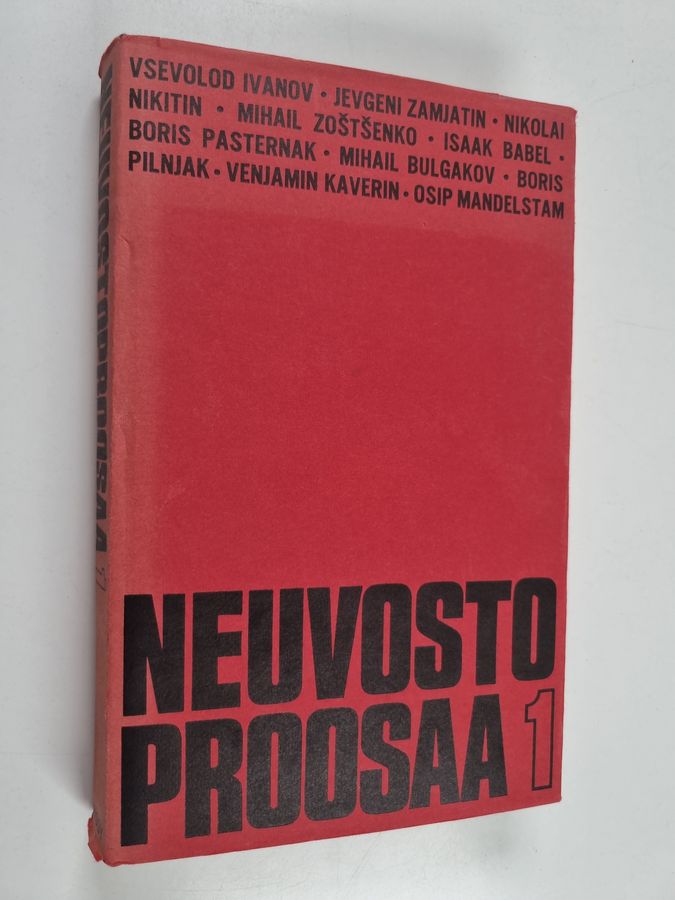 VSEVOLOD IVANOV • JEVGENI ZAMJATIN • NIKOLAI
NIKITIN • MIHAIL ZOŠTŠENKO • ISAAK BABEL •
BORIS PASTERNAK • MIHAIL BULGAKOV • BORIS
PILNJAK • VENJAMIN KAVERIN • OSIP MANDELSTAM
NEUVOSTO
PROOSAA 1
NEUVOSTOPROOSAA 1